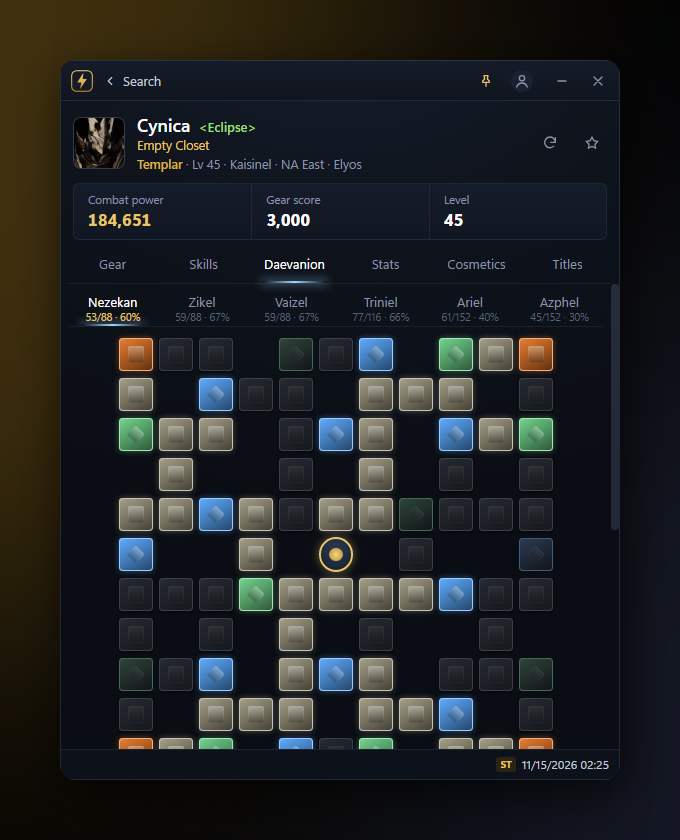 Search
Cynica <Eclipse>
Empty Closet
Templar · Lv 45 · Kaisinel · NA East · Elyos
Combat power Gear score Level
184,651 3,000 45
Gear Skills Daevanion Stats Cosmetics Titles
Nezekan Zikel Vaizel Triniel Ariel Azphel
53/88 · 60% 59/88 · 67% 59/88 · 67% 77/116 · 66% 61/152 · 40% 45/152 · 30%
ST 11/15/2026 02:25